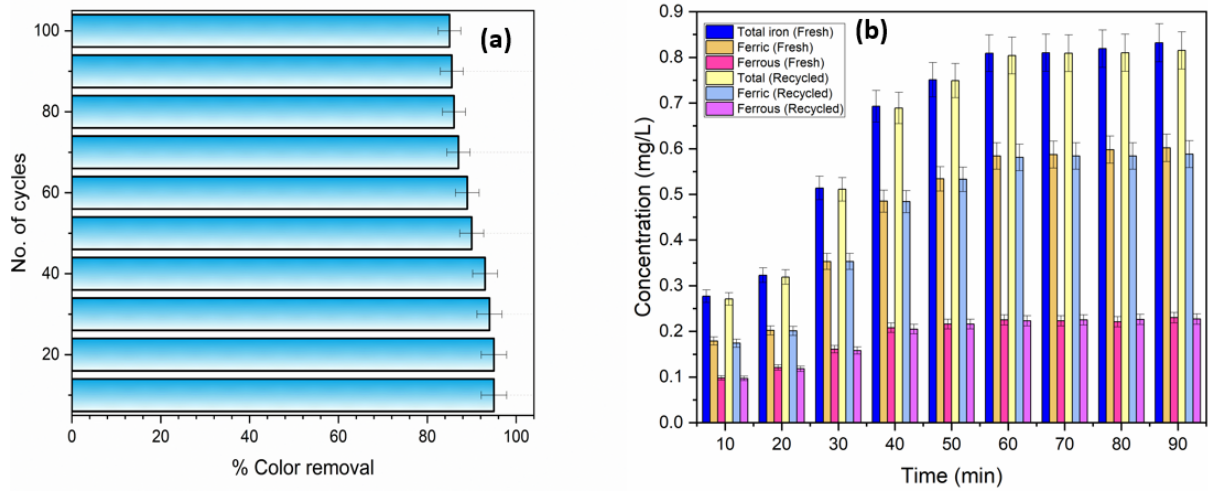 (a)
No. of cycles
100
80
60
40
20
0 20 40 60 80 100
% Color removal
(b)
Total iron (Fresh)
Ferric (Fresh)
Ferrous (Fresh)
Total (Recycled)
Ferric (Recycled)
Ferrous (Recycled)
Concentration (mg/L)
0.9
0.8
0.7
0.6
0.5
0.4
0.3
0.2
0.1
0.0
10 20 30 40 50 60 70 80 90
Time (min)